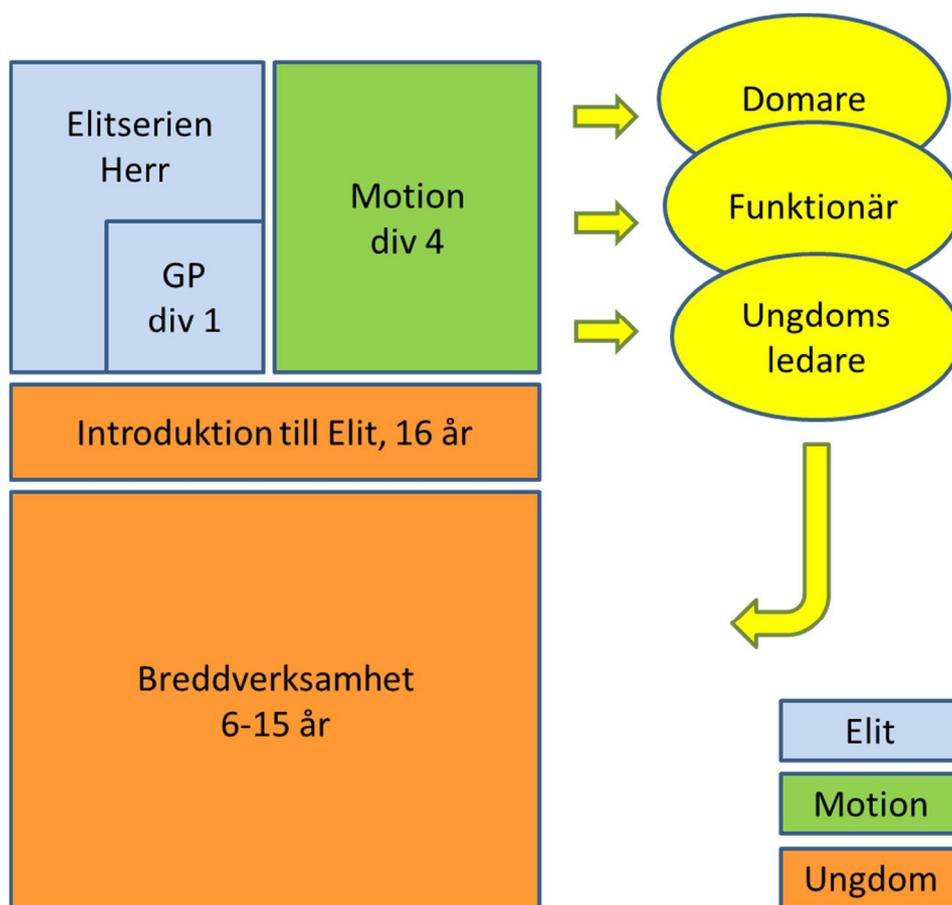 Elitserien
Herr
GP
div 1
Motion
div 4
Domare
Funktionär
Ungdoms
ledare
Introduktion till Elit, 16 år
Breddverksamhet
6-15 år
Elit
Motion
Ungdom